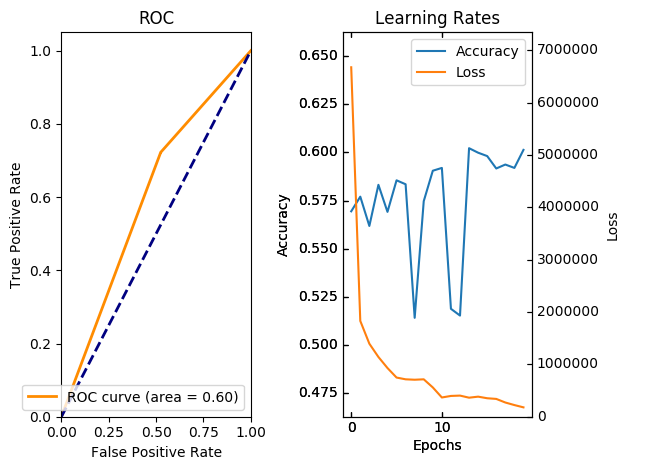 ROC
1.0
0.8
0.6
0.4
0.2
0.0
True Positive Rate
ROC curve (area = 0.60)
0.00 0.25 0.50 0.75 1.00
False Positive Rate
Learning Rates
0.650
0.625
0.600
0.575
0.550
0.525
0.500
0.475
Accuracy
Accuracy
Loss
7000000
6000000
5000000
4000000
3000000
2000000
1000000
0
Loss
0 10
Epochs